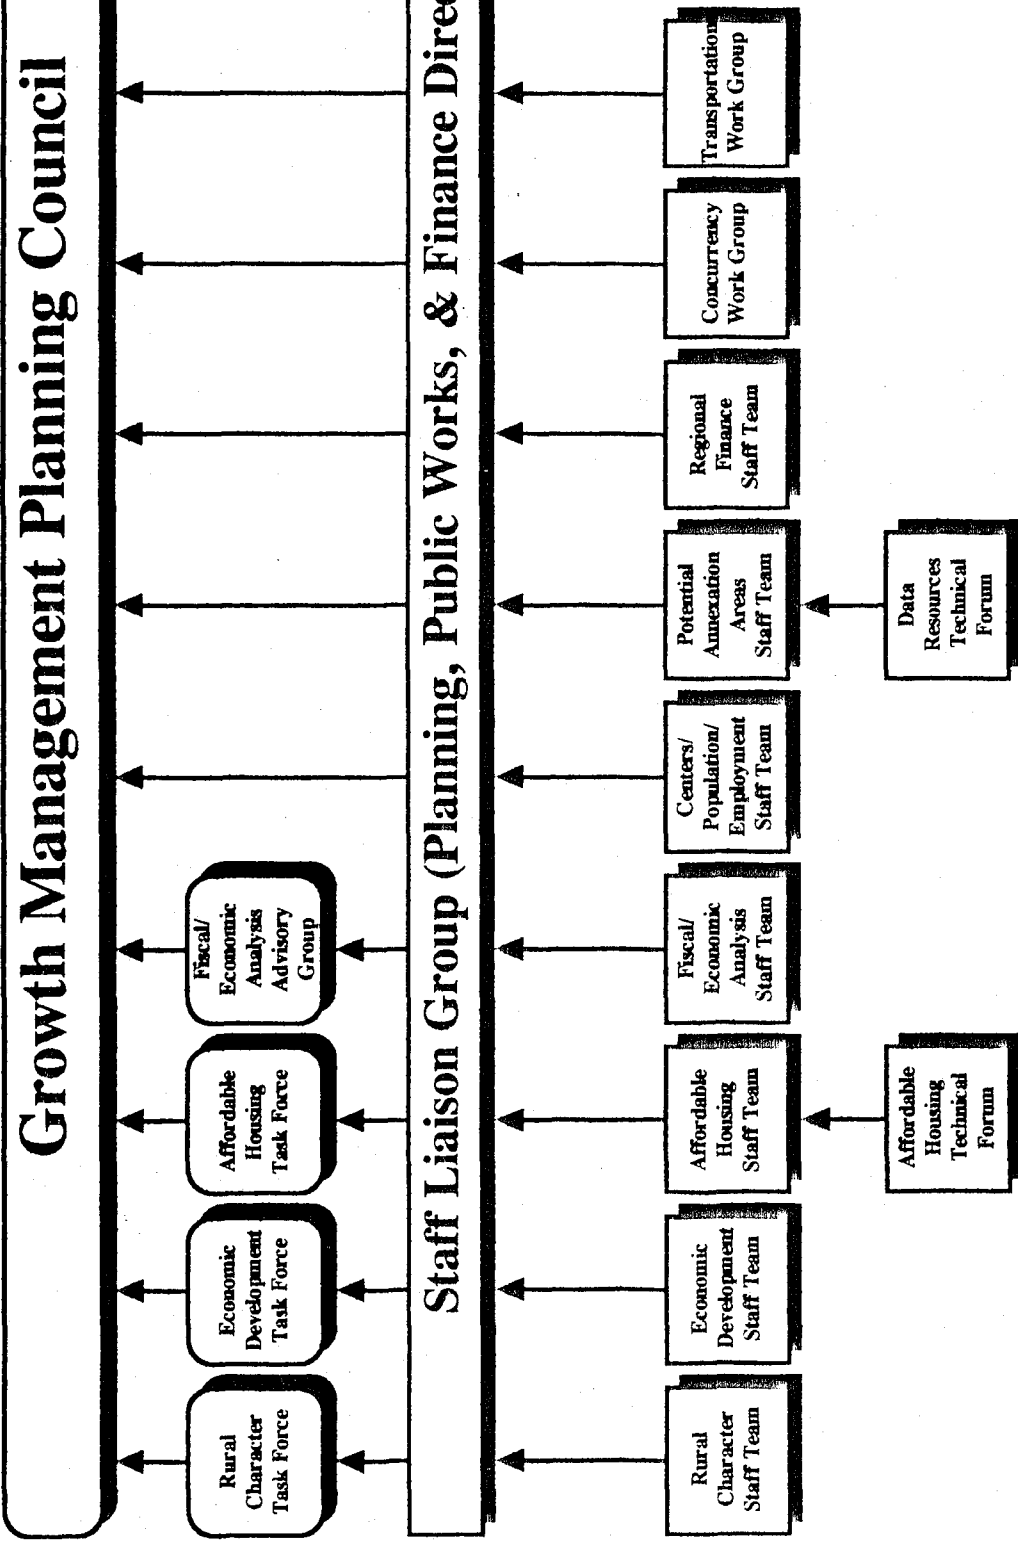 Growth Management Planning Council
Rural
Character
Task Force
Economic
Development
Task Force
Affordable
Housing
Task Force
Fiscal/
Economic
Analysis
Advisory
Group
Staff Liaison Group (Planning, Public Works, & Finance Direc
Rural
Character
Staff Team
Economic
Development
Staff Team
Affordable
Housing
Staff Team
Fiscal/
Economic
Analysis
Staff Team
Centers/
Population/
Employment
Staff Team
Potential
Annexation
Areas
Staff Team
Regional
Finance
Staff Team
Concurrency
Work Group
Transportation
Work Group
Affordable
Housing
Technical
Forum
Data
Resources
Technical
Forum